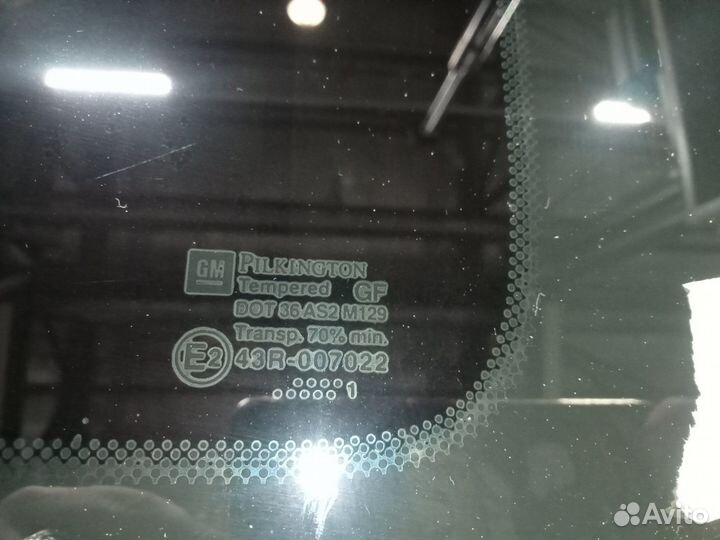 GM PILKINGTON
Tempered GF
DOT 36 AS2 M129
Transp. 70% min.
E2 43R-007022
1
Avito